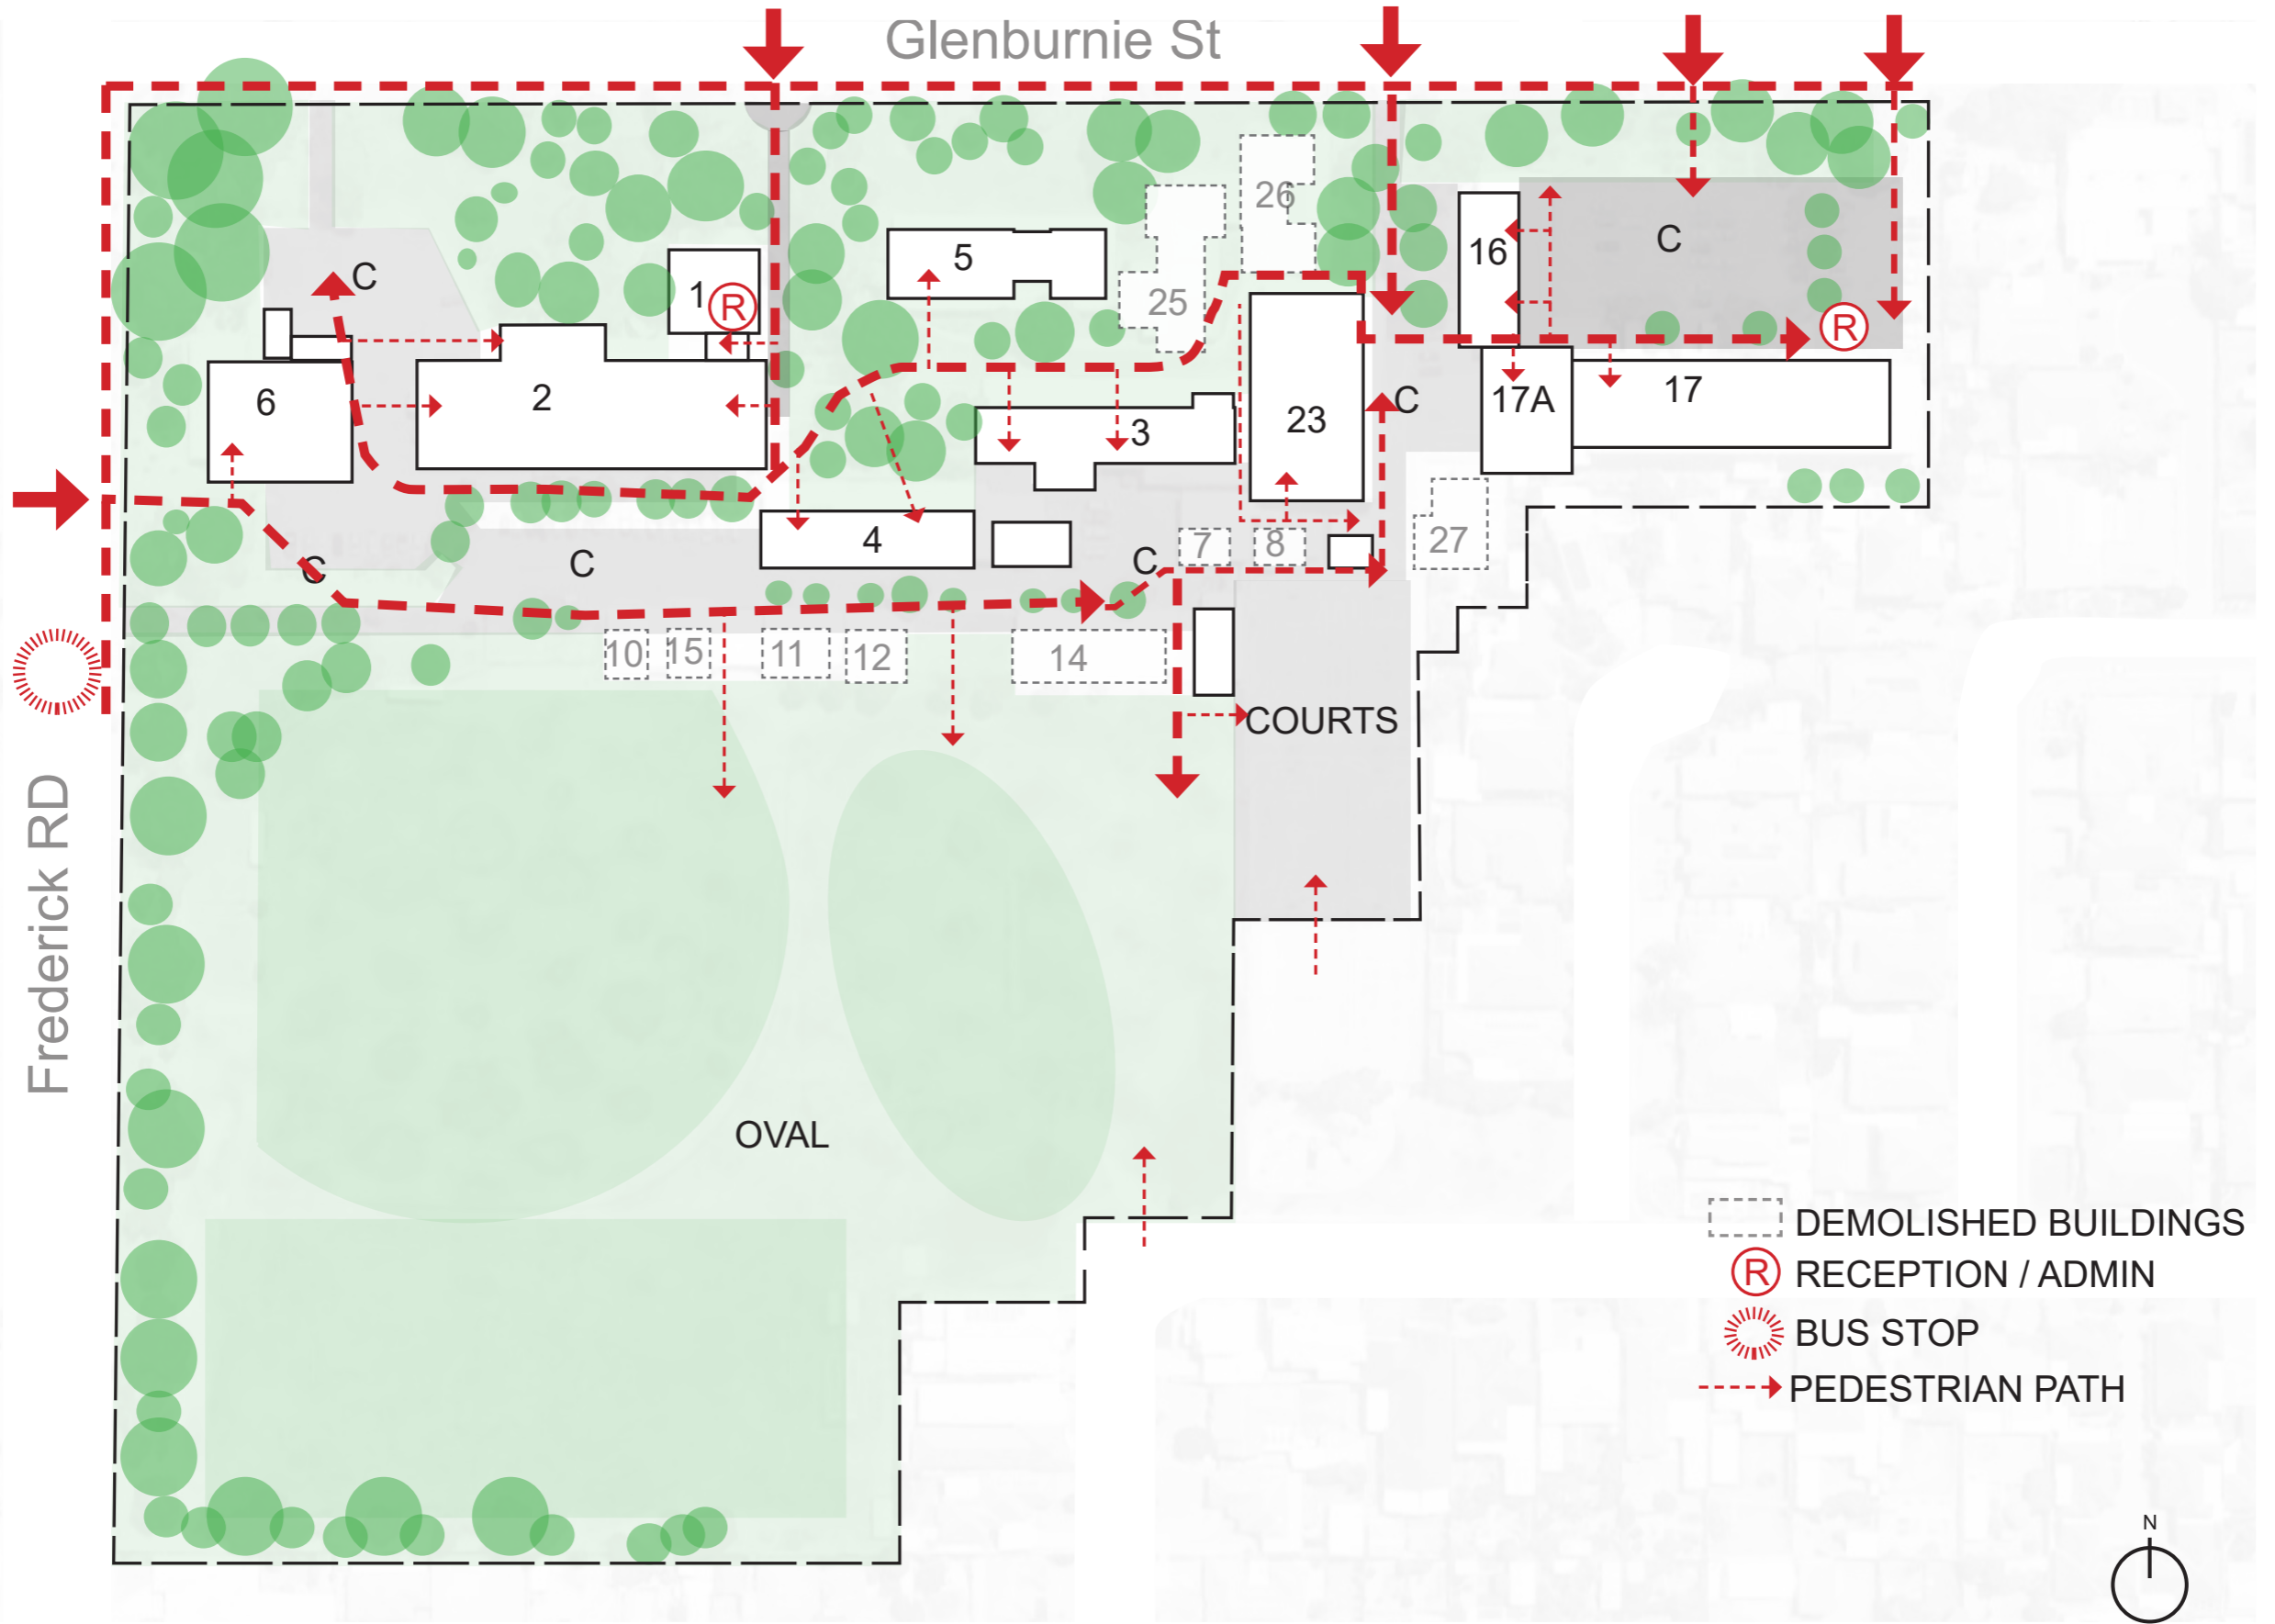 Glenburnie St
26
C
16
C
5
1
R
25
R
6
2
3
23
C
17A
17
4
C
C
C
7
8
27
10
15
11
12
14
COURTS
Frederick RD
OVAL
DEMOLISHED BUILDINGS
R RECEPTION / ADMIN
BUS STOP
PEDESTRIAN PATH
N